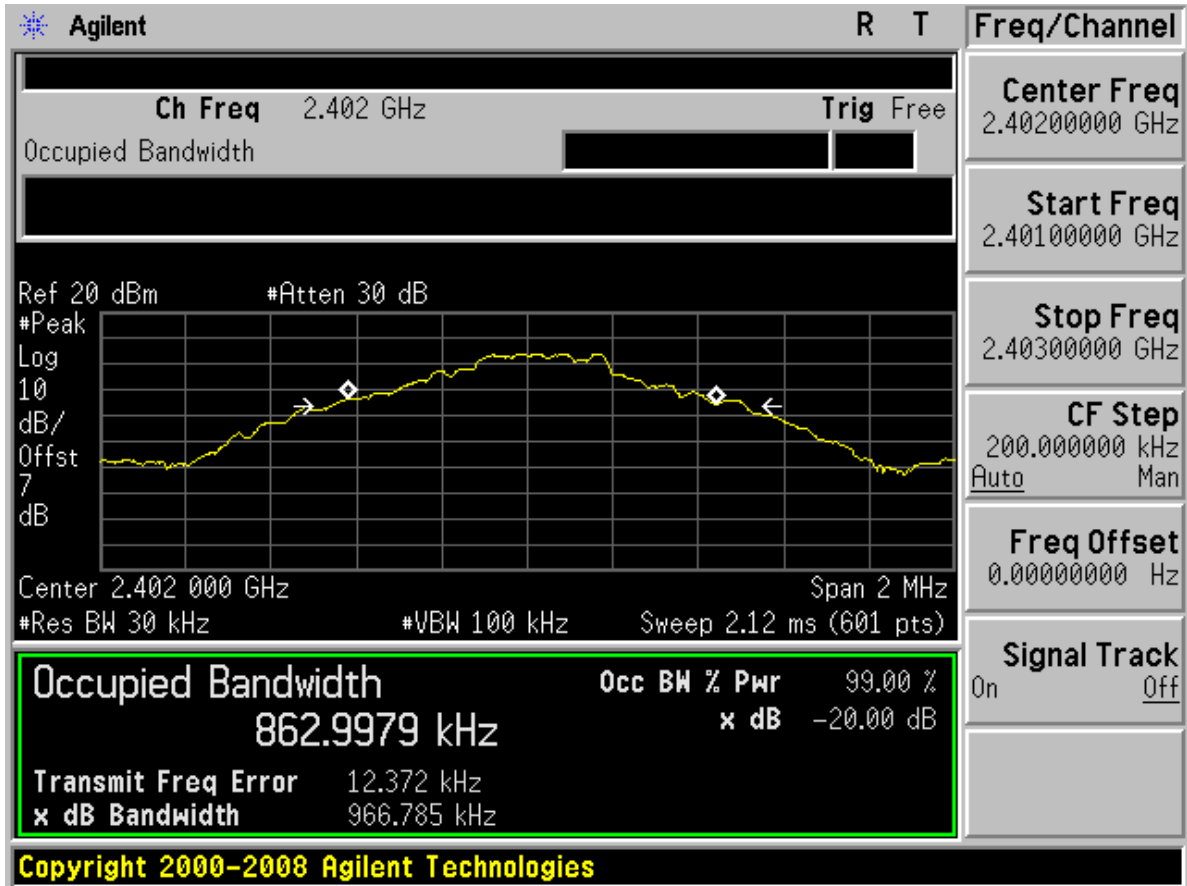 Agilent R T
Ch Freq 2.402 GHz Trig Free
Occupied Bandwidth
Ref 20 dBm #Atten 30 dB
#Peak
Log
10
dB/
Offst
7
dB
Center 2.402 000 GHz Span 2 MHz
#Res BW 30 kHz #VBW 100 kHz Sweep 2.12 ms (601 pts)
Occupied Bandwidth Occ BW % Pwr 99.00 %
862.9979 kHz x dB -20.00 dB
Transmit Freq Error 12.372 kHz
x dB Bandwidth 966.785 kHz
Copyright 2000-2008 Agilent Technologies
Freq/Channel
Center Freq
2.40200000 GHz
Start Freq
2.40100000 GHz
Stop Freq
2.40300000 GHz
CF Step
200.000000 kHz
Auto Man
Freq Offset
0.00000000 Hz
Signal Track
On Off